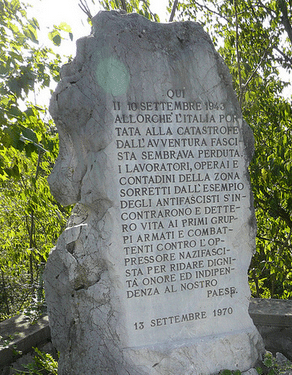 QUI
IL 10 SETTEMBRE 1943
ALLORCHÈ L'ITALIA POR
TATA ALLA CATASTROFE
DALL'AVVENTURA FASCI
STA SEMBRAVA PERDUTA,
I LAVORATORI, OPERAI E
CONTADINI DELLA ZONA
SORRETTI DALL'ESEMPIO
DEGLI ANTIFASCISTI S'IN
CONTRARONO E DETTE
RO VITA AI PRIMI GRUP
PI ARMATI E COMBAT
TENTI CONTRO L'OP
PRESSORE NAZIFASCI
STA PER RIDARE DIGNI
TÁ ONORE ED INDIPEN
DENZA AL NOSTRO
PAESE.
13 SETTEMBRE 1970